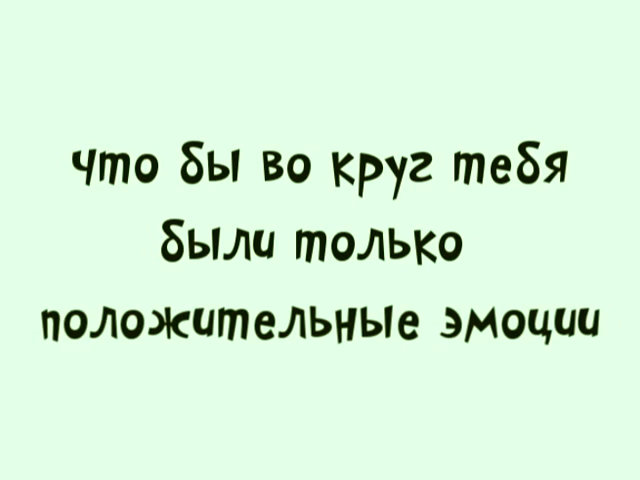 что бы во круг тебя
были только
положительные эмоции